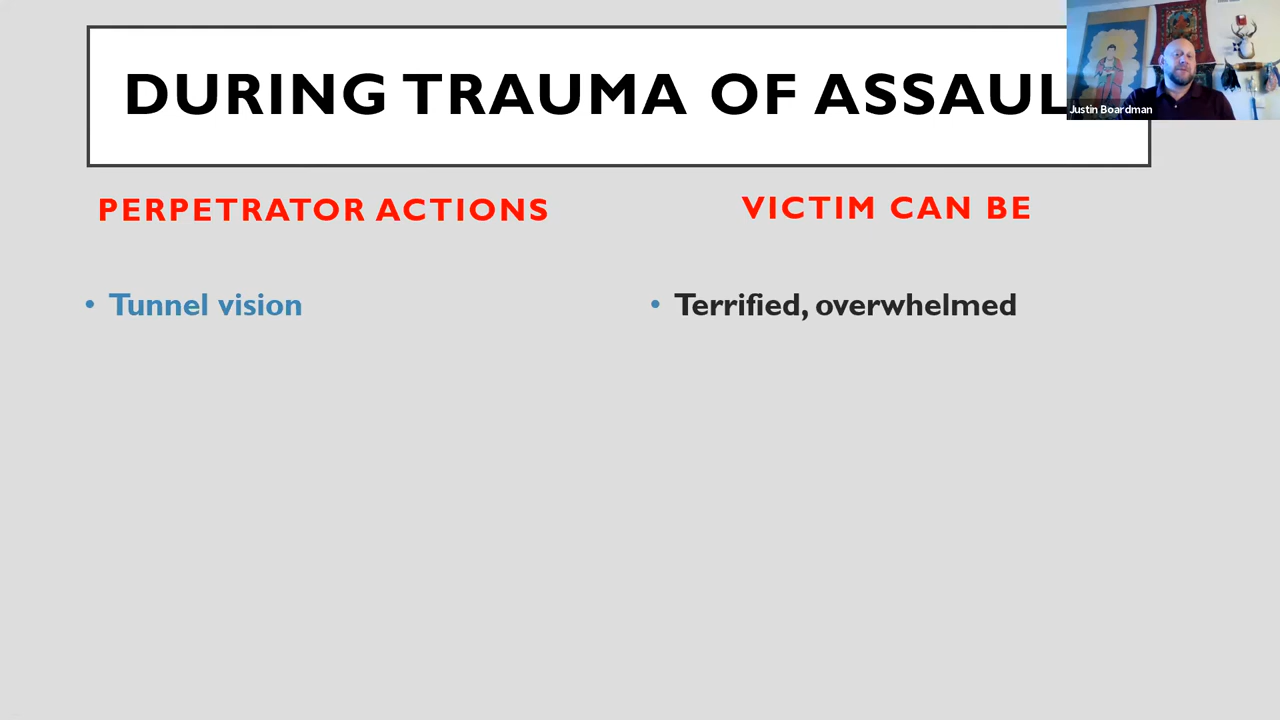 DURING TRAUMA OF ASSAUL
Justin Boardman
PERPETRATOR ACTIONS
VICTIM CAN BE
• Tunnel vision
• Terrified, overwhelmed